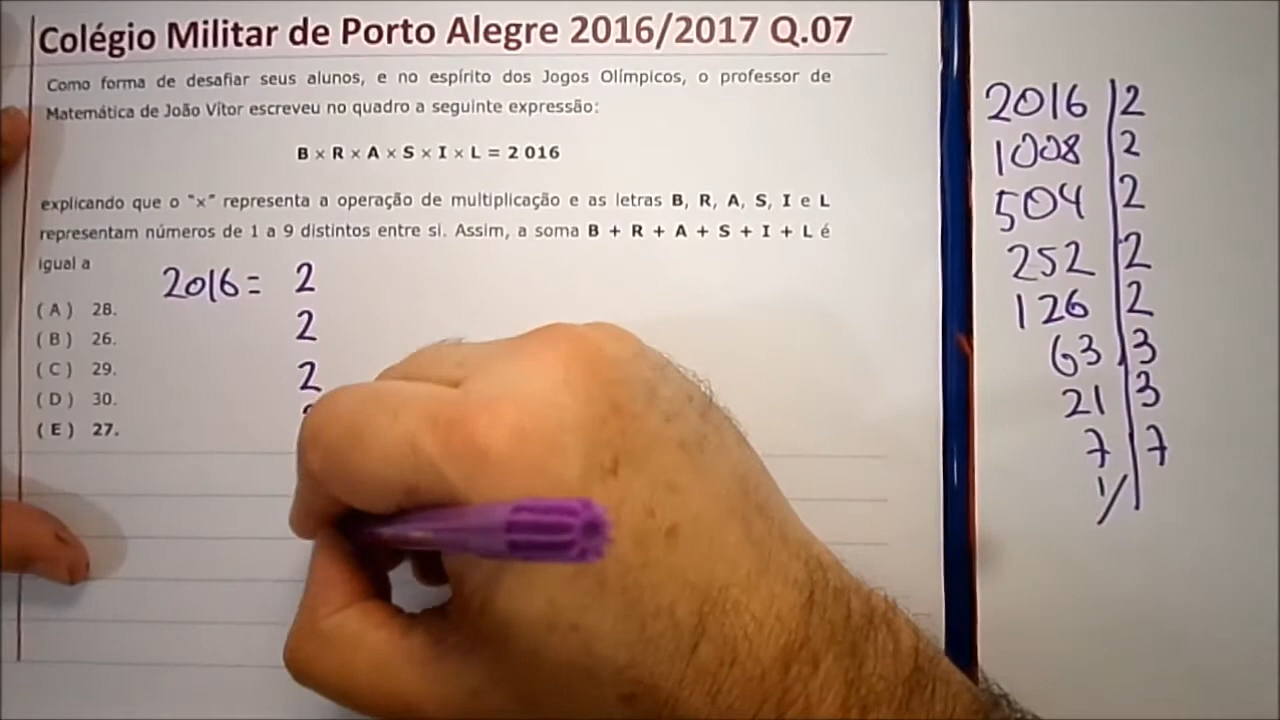 Colégio Militar de Porto Alegre 2016/2017 Q.07
Como forma de desafiar seus alunos, e no espírito dos Jogos Olímpicos, o professor de
Matemática de João Vítor escreveu no quadro a seguinte expressão:
B × R × A × S × I × L = 2 016
explicando que o "×" representa a operação de multiplicação e as letras B, R, A, S, I e L
representam números de 1 a 9 distintos entre si. Assim, a soma B + R + A + S + I + L é
igual a
(A) 28.
(B) 26.
(C) 29.
(D) 30.
(E) 27.
2016= 2
2
2
2016 2
1008 2
504 2
252 2
126 2
63 3
21 3
7 7
1